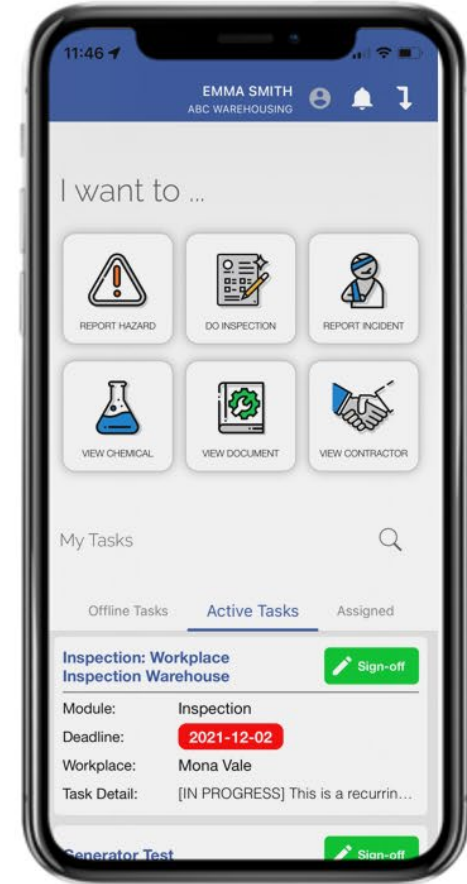 11:46
EMMA SMITH
ABC WAREHOUSING
I want to ...
REPORT HAZARD
DO INSPECTION
REPORT INCIDENT
VIEW CHEMICAL
VIEW DOCUMENT
VIEW CONTRACTOR
My Tasks
Offline Tasks
Active Tasks
Assigned
Inspection: Workplace
Inspection Warehouse
Sign-off
Module: Inspection
Deadline: 2021-12-02
Workplace: Mona Vale
Task Detail: [IN PROGRESS] This is a recurrin...
Generator Test
Sign-off